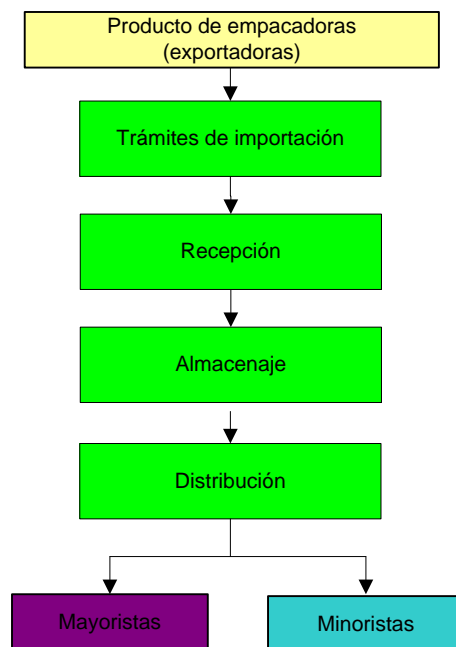 Producto de empacadoras
(exportadoras)
Trámites de importación
Recepción
Almacenaje
Distribución
Mayoristas
Minoristas